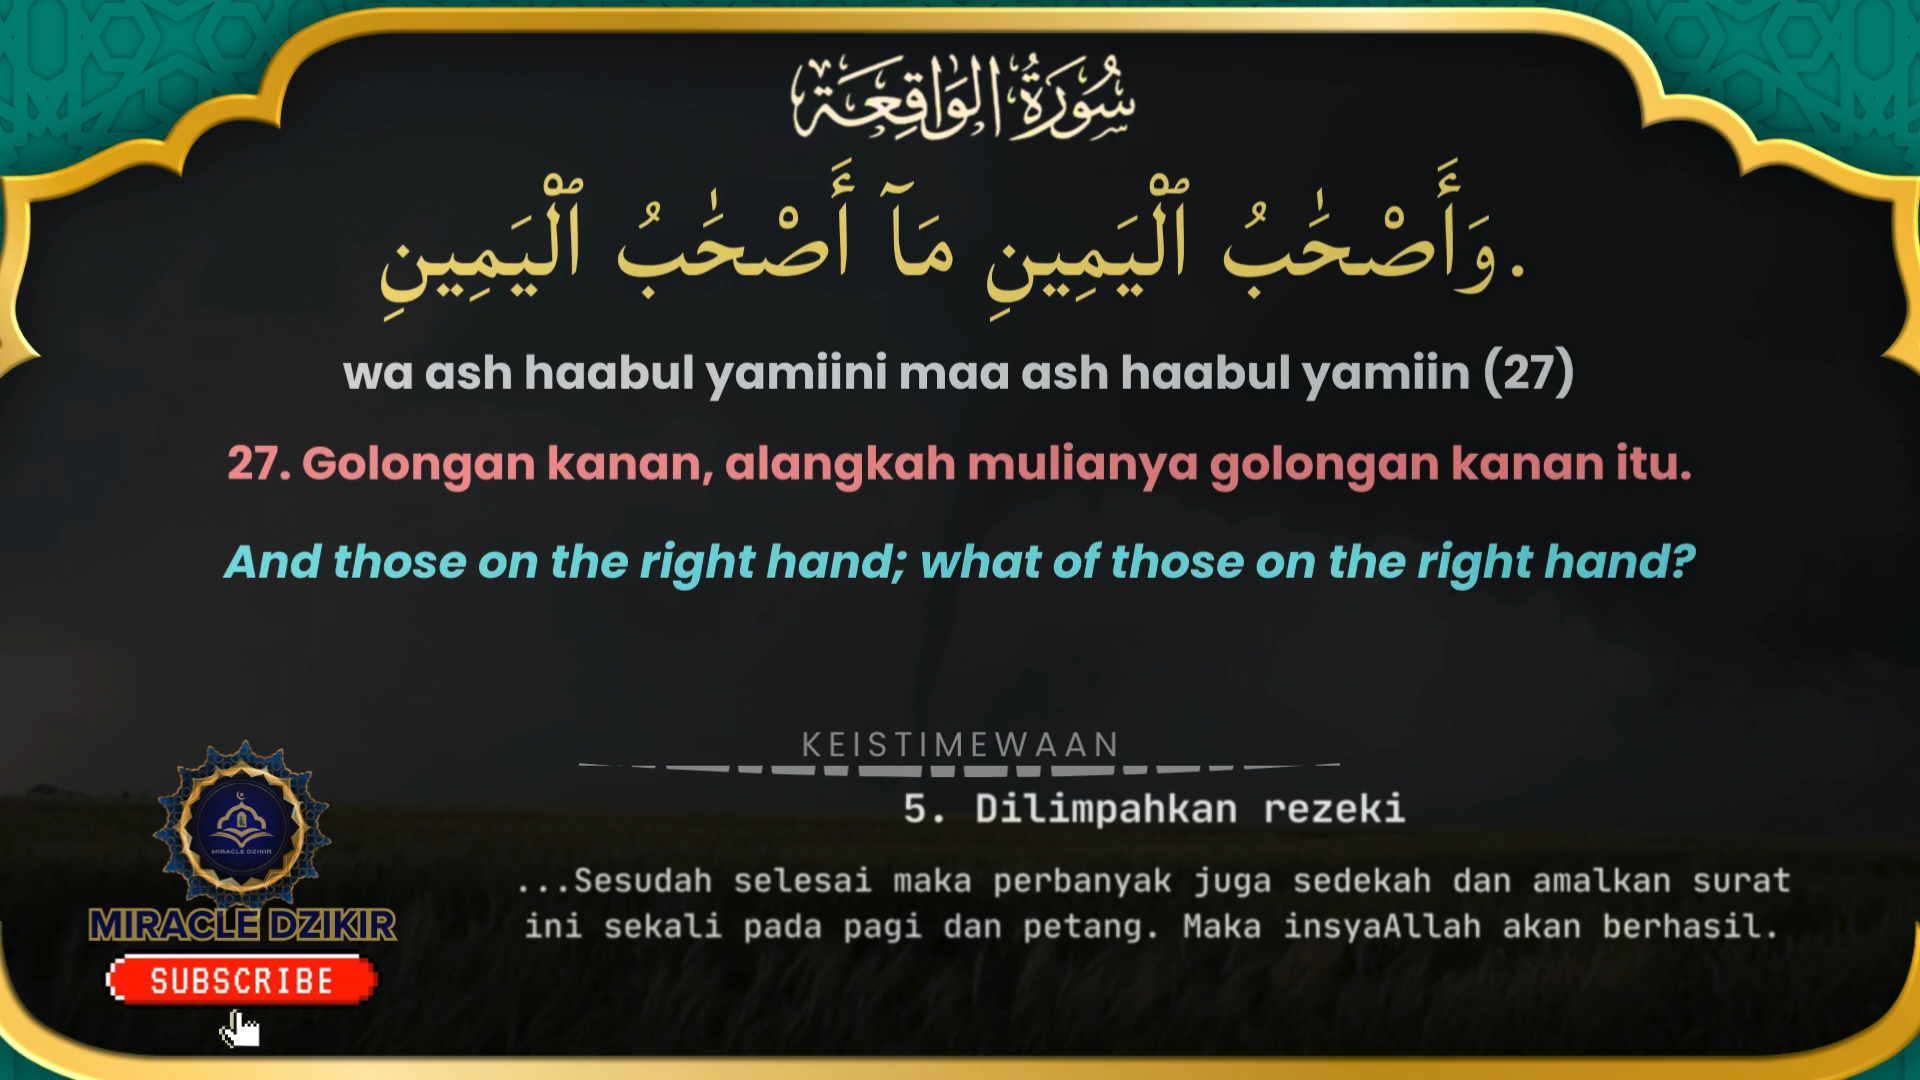 سُورَةُ الوَاقِعَة
.وَأَصْحَٰبُ ٱلْيَمِينِ مَآ أَصْحَٰبُ ٱلْيَمِينِ
wa ash haabul yamiini maa ash haabul yamiin (27)
27. Golongan kanan, alangkah mulianya golongan kanan itu.
And those on the right hand; what of those on the right hand?
KEISTIMEWAAN
5. Dilimpahkan rezeki
...Sesudah selesai maka perbanyak juga sedekah dan amalkan surat
ini sekali pada pagi dan petang. Maka insyaAllah akan berhasil.
MIRACLE DZIKIR
MIRACLE DZIKIR
SUBSCRIBE